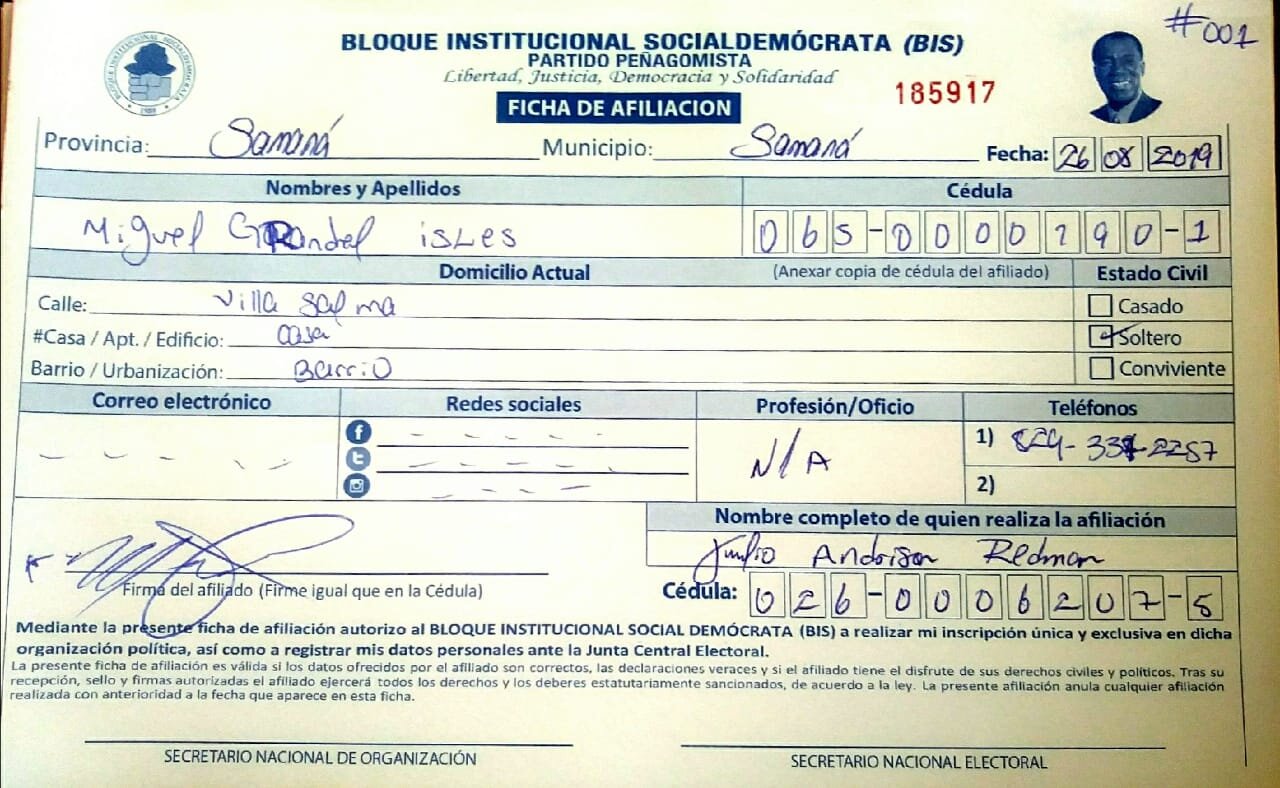 #001
BLOQUE INSTITUCIONAL SOCIALDEMÓCRATA (BIS)
PARTIDO PEÑAGOMISTA
Libertad, Justicia, Democracia y Solidaridad
185917
FICHA DE AFILIACION
Provincia: Samaná Municipio: Samaná Fecha: 26 08 2019
Nombres y Apellidos Cédula
Miguel isles 065-0000290-1
Domicilio Actual (Anexar copia de cédula del afiliado) Estado Civil
Calle: Villa Salma Casado
#Casa / Apt. / Edificio: casa Soltero
Barrio / Urbanización: Barrio Conviviente
Correo electrónico Redes sociales Profesión/Oficio Teléfonos
N/A 1)
2)
Nombre completo de quien realiza la afiliación
Redman
Firma del afiliado (Firme igual que en la Cédula) Cédula: 026-0006207-5
Mediante la presente ficha de afiliación autorizo al BLOQUE INSTITUCIONAL SOCIAL DEMÓCRATA (BIS) a realizar mi inscripción única y exclusiva en dicha
organización política, así como a registrar mis datos personales ante la Junta Central Electoral.
La presente ficha de afiliación es válida si los datos ofrecidos por el afiliado son correctos, las declaraciones veraces y si el afiliado tiene el disfrute de sus derechos civiles y políticos. Tras su
recepción, sello y firmas autorizadas el afiliado ejercerá todos los derechos y los deberes estatutariamente sancionados, de acuerdo a la ley. La presente afiliación anula cualquier afiliación
realizada con anterioridad a la fecha que aparece en esta ficha.
SECRETARIO NACIONAL DE ORGANIZACIÓN SECRETARIO NACIONAL ELECTORAL